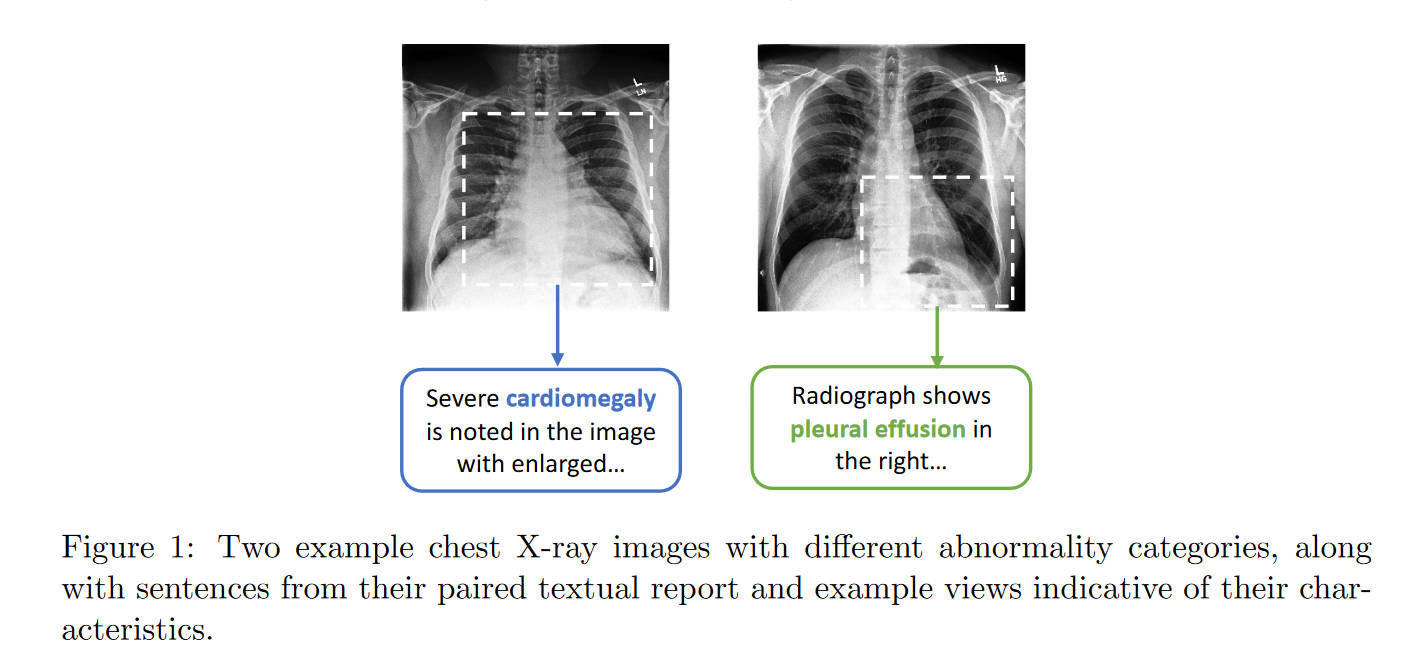 L
LN
L
HG
Severe cardiomegaly
is noted in the image
with enlarged…
Radiograph shows
pleural effusion in
the right…
Figure 1: Two example chest X-ray images with different abnormality categories, along
with sentences from their paired textual report and example views indicative of their char-
acteristics.